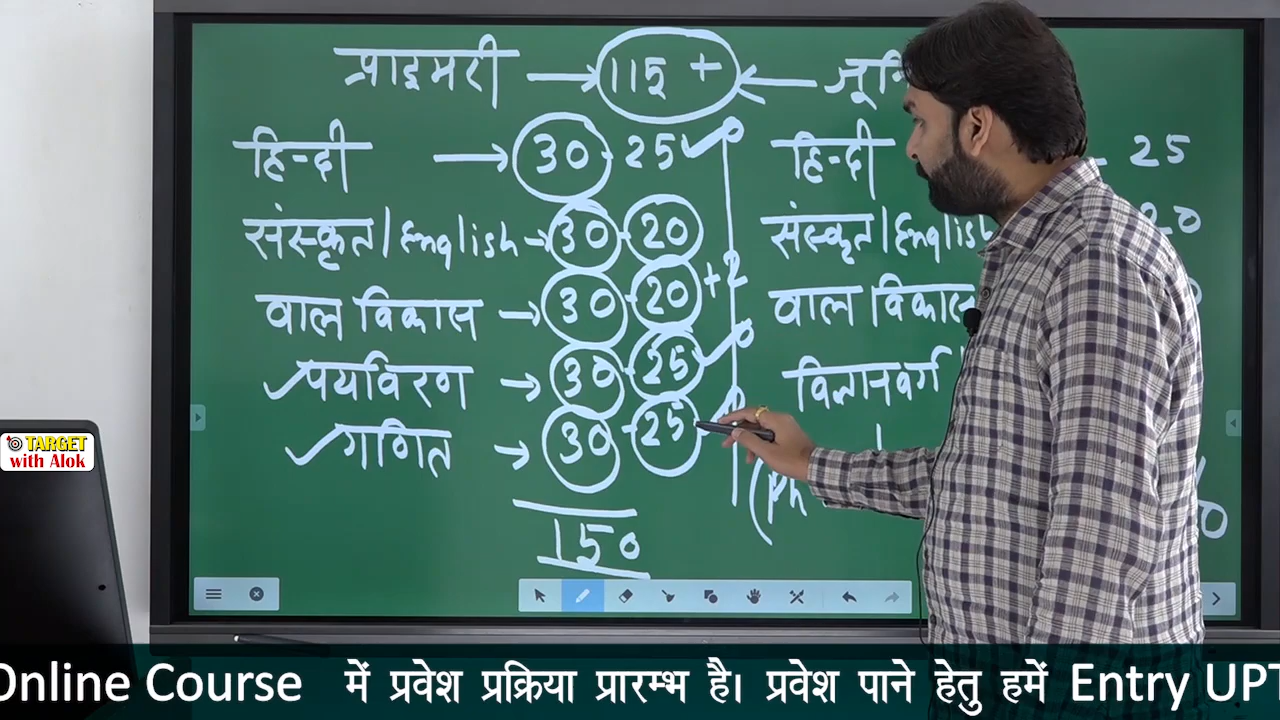 प्राइमरी → 115 + ←
हिन्दी → 30 - 25
संस्कृत / English → 30 - 20
वाल विकास → 30 - 20 + 2
पर्यावरण → 30 - 25
गणित → 30 - 25
150
हिन्दी - 25
संस्कृत / English 20
वाल विकास
(Ph
TARGET
with Alok
Online Course में प्रवेश प्रक्रिया प्रारम्भ है। प्रवेश पाने हेतु हमें Entry UPT